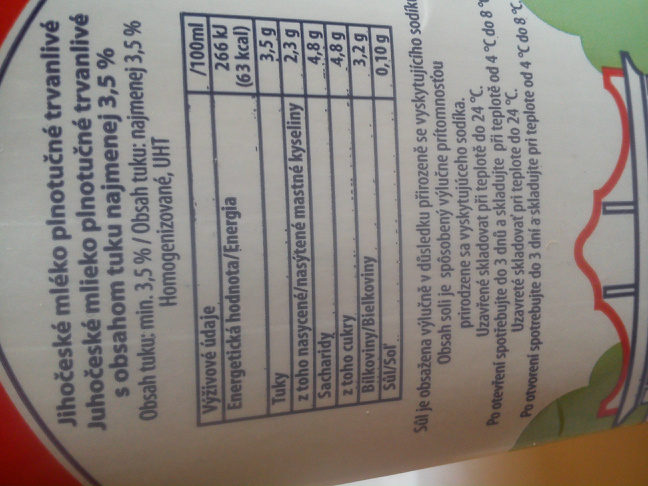 Jihočeské mléko plnotučné trvanlivé
Juhočeské mlieko plnotučné trvanlivé
s obsahom tuku najmenej 3,5 %
Obsah tuku: min. 3,5 % / Obsah tuku: najmenej 3,5 %
Homogenizované, UHT
Výživové údaje /100ml
Energetická hodnota/Energia 266 kJ
(63 kcal)
Tuky 3,5 g
z toho nasycené/nasýtené mastné kyseliny 2,3 g
Sacharidy 4,8 g
z toho cukry 4,8 g
Bílkoviny/Bielkoviny 3,2 g
Sůl/Soľ 0,10 g
Sůl je obsažena výlučně v důsledku přirozeně se vyskytujícího sodíku
Obsah soli je spôsobený výlučne prítomnosťou
prirodzene sa vyskytujúceho sodíka.
Uzavřené skladovat při teplotě do 24 °C.
Po otevření spotřebujte do 3 dnů a skladujte při teplotě od 4 °C do 8 °C
Uzavreté skladovať pri teplote do 24 °C.
Po otvorení spotrebujte do 3 dní a skladujte pri teplote od 4 °C do 8 °C.